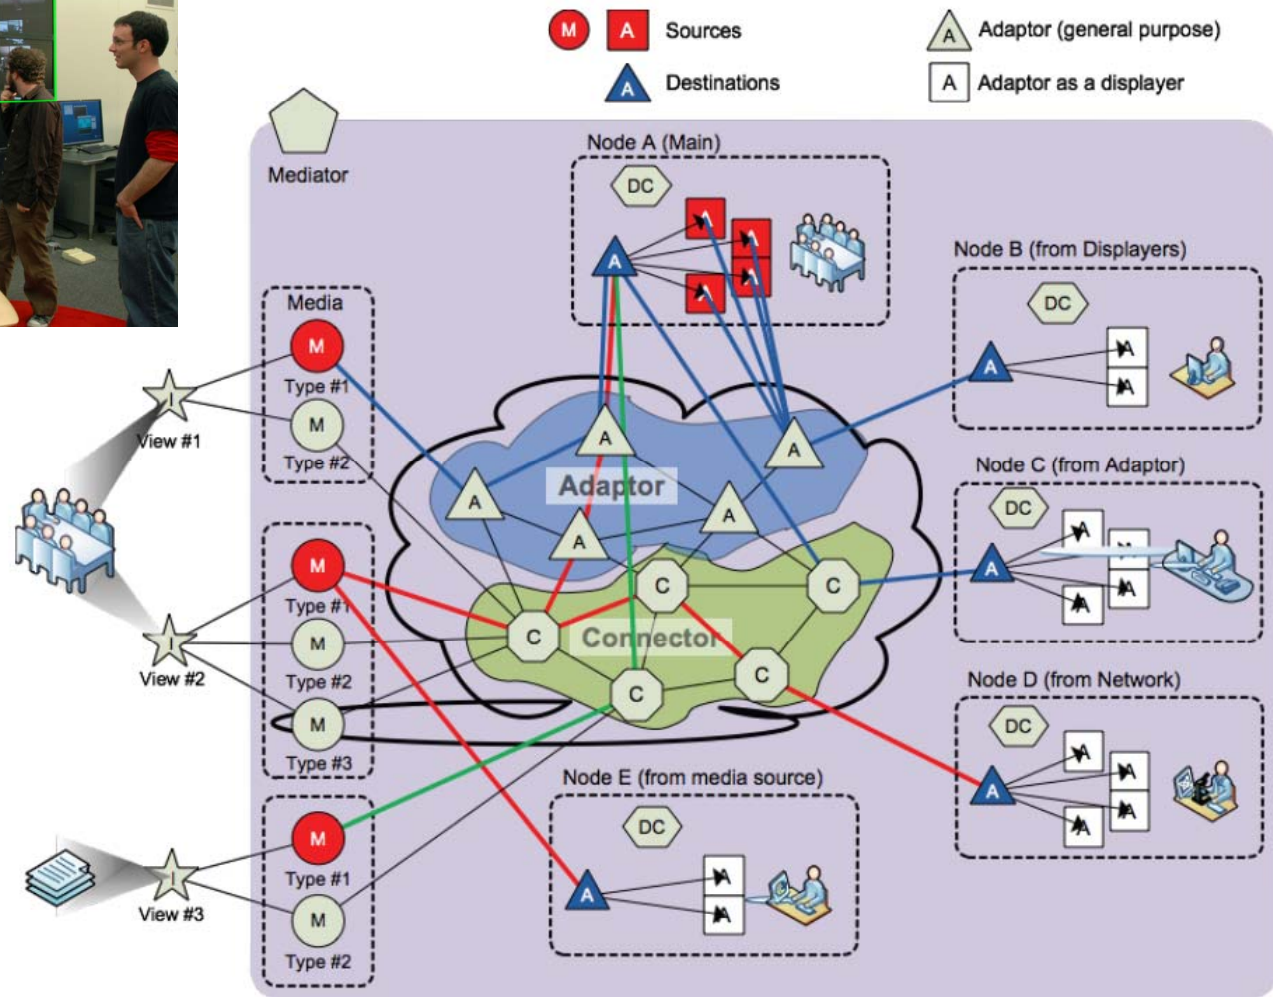 M A Sources
A Adaptor (general purpose)
A Destinations
A Adaptor as a displayer
Mediator
Node A (Main)
DC
A
A
A
A
A
Node B (from Displayers)
DC
A
A
A
Media
M
Type #1
M
Type #2
I
View #1
A
A
A
A
A
Adaptor
Node C (from Adaptor)
DC
A
A
A
A
M
Type #1
M
Type #2
M
Type #3
I
View #2
C
C
C
C
C
Connector
Node D (from Network)
DC
A
A
A
A
A
Node E (from media source)
DC
A
A
A
M
Type #1
M
Type #2
I
View #3